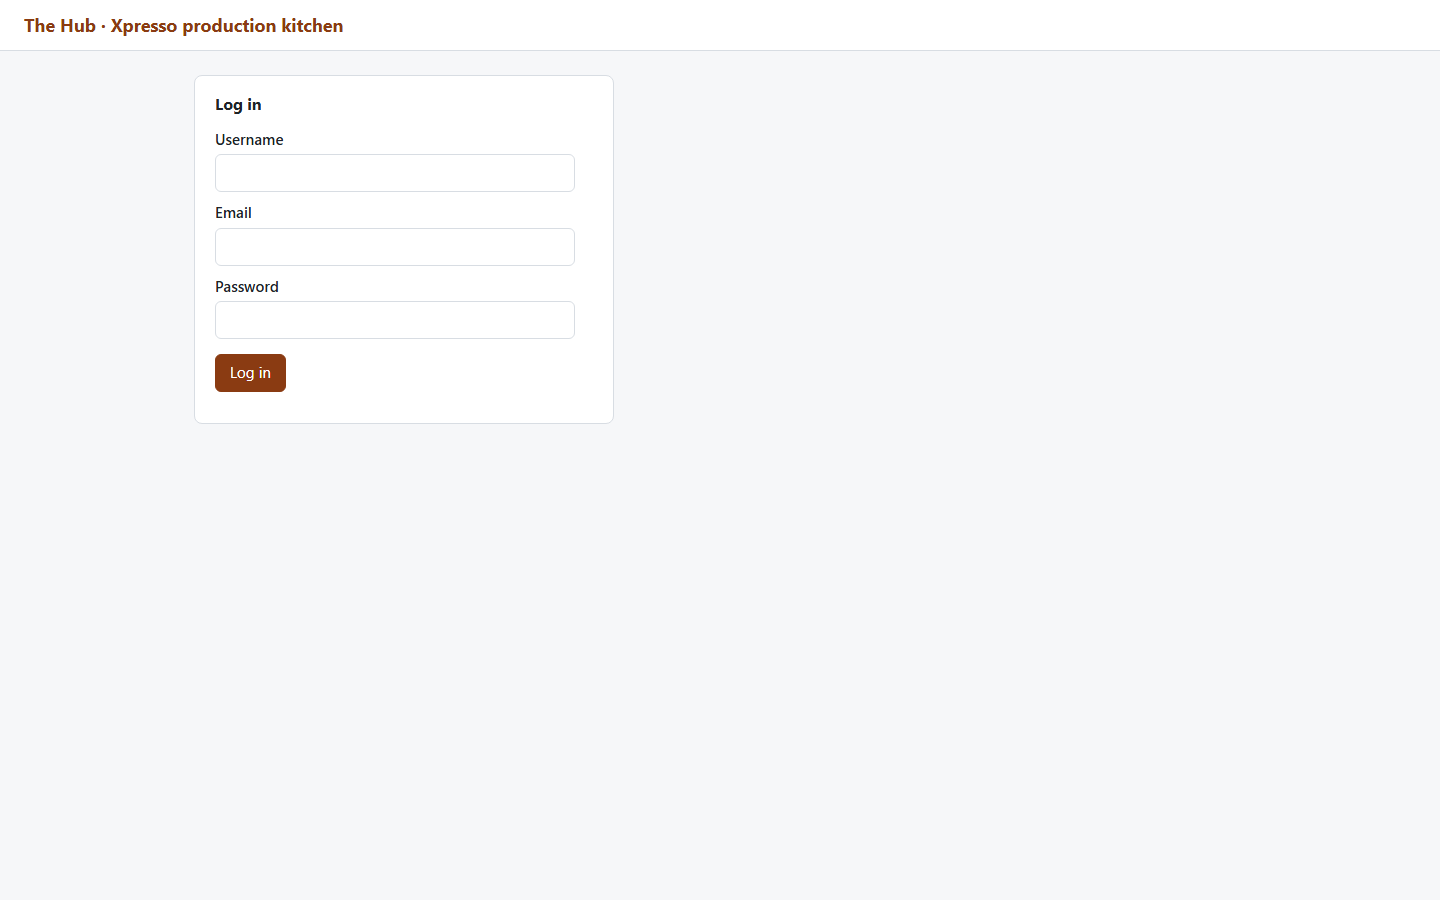 The Hub · Xpresso production kitchen
Log in
Username
Email
Password
Log in